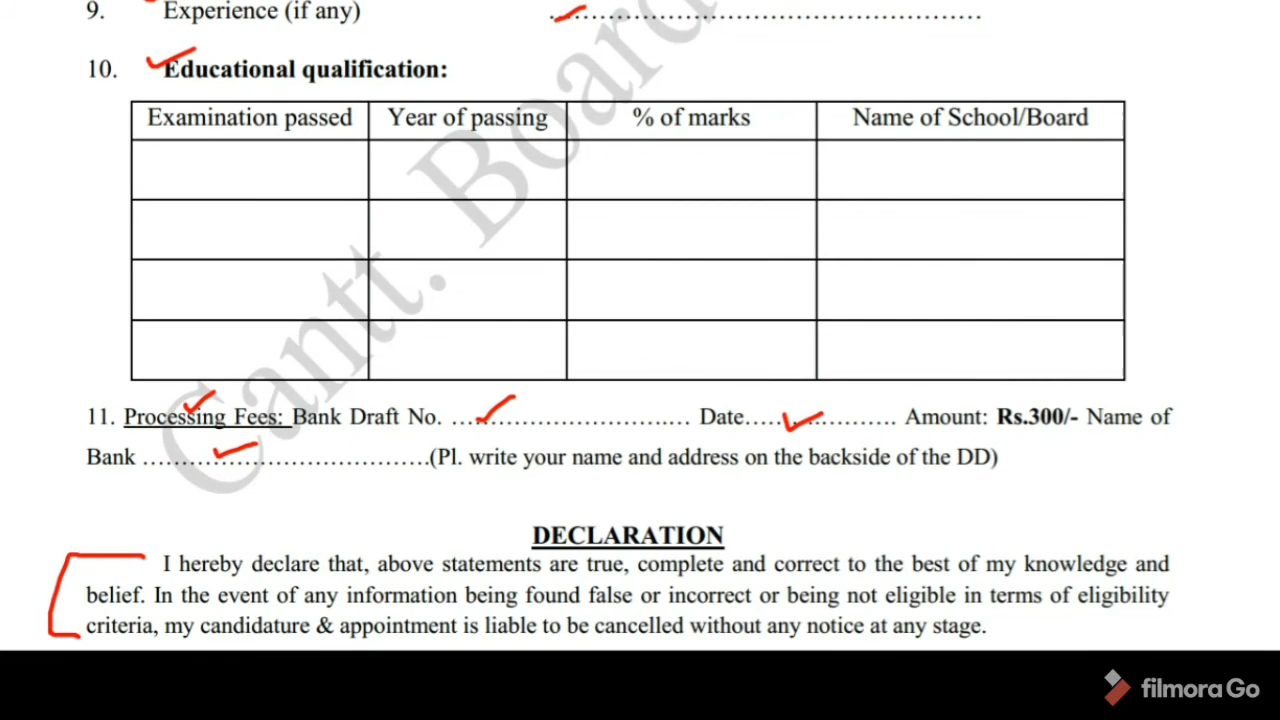 9. Experience (if any) ……………………………………………
10. Educational qualification:
Examination passed Year of passing % of marks Name of School/Board
11. Processing Fees: Bank Draft No. …………………………… Date………………… Amount: Rs.300/- Name of
Bank ………………………………(Pl. write your name and address on the backside of the DD)
DECLARATION
I hereby declare that, above statements are true, complete and correct to the best of my knowledge and
belief. In the event of any information being found false or incorrect or being not eligible in terms of eligibility
criteria, my candidature & appointment is liable to be cancelled without any notice at any stage.
Cantt. Board
filmoraGo